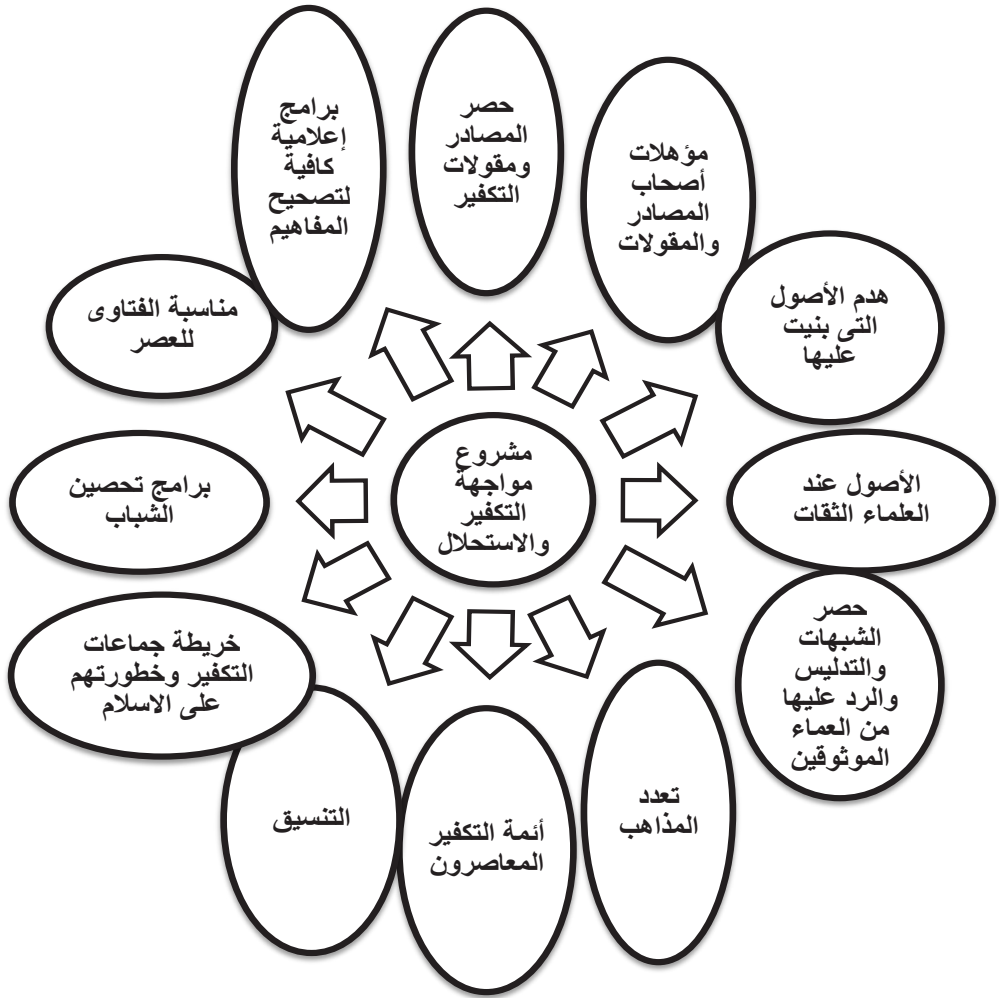 مشروع
مواجهة
التكفير
والاستحلال
حصر
المصادر
ومقولات
التكفير
مؤهلات
أصحاب
المصادر
والمقولات
هدم الأصول
التى بنيت
عليها
الأصول عند
العلماء الثقات
حصر
الشبهات
والتدليس
والرد عليها
من العماء
الموثوقين
تعدد
المذاهب
أئمة التكفير
المعاصرون
التنسيق
خريطة جماعات
التكفير وخطورتهم
على الاسلام
برامج تحصين
الشباب
مناسبة الفتاوى
للعصر
برامج
إعلامية
كافية
لتصحيح
المفاهيم